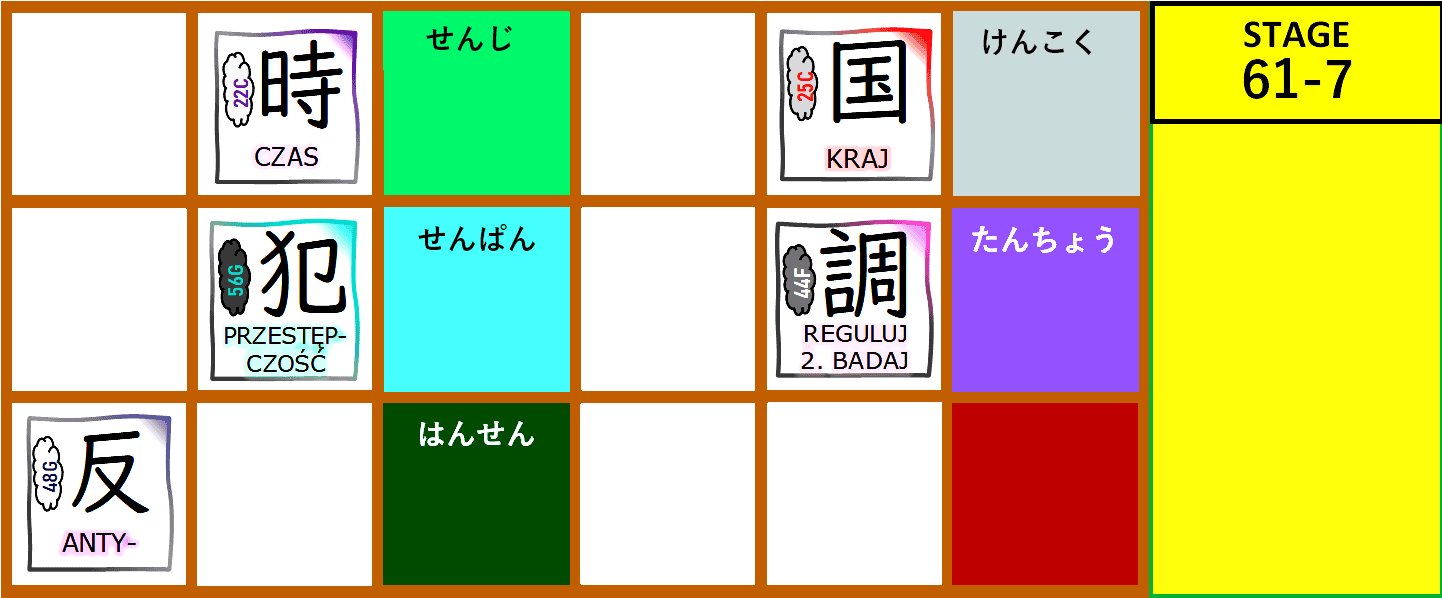 22C
時
CZAS
せんじ
25C
国
KRAJ
けんこく
STAGE
61-7
56G
犯
PRZESTĘP-
CZOŚĆ
せんぱん
44F
調
REGULUJ
2. BADAJ
たんちょう
48G
反
ANTY-
はんせん